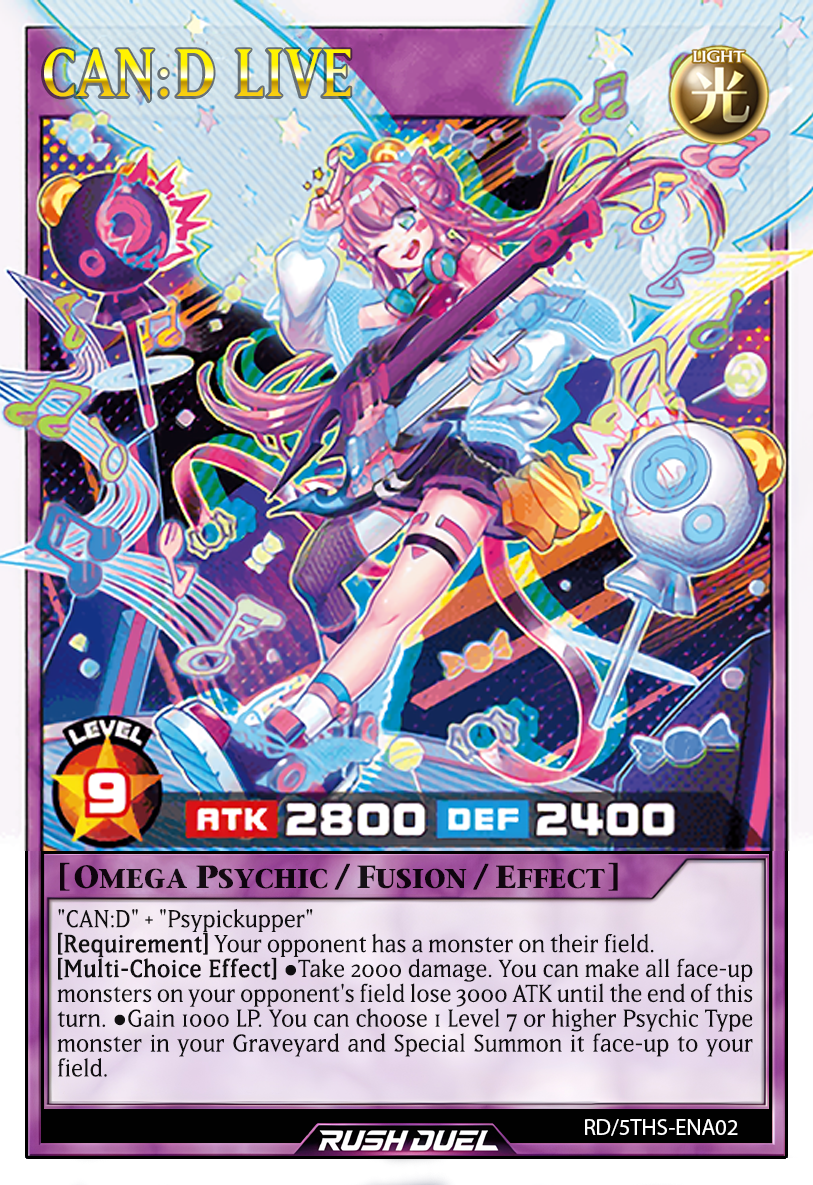 CAN:D LIVE
LIGHT
光
LEVEL
9
ATK 2800 DEF 2400
[OMEGA PSYCHIC / FUSION / EFFECT]
"CAN:D" + "Psypickupper"
[Requirement] Your opponent has a monster on their field.
[Multi-Choice Effect] ●Take 2000 damage. You can make all face-up
monsters on your opponent's field lose 3000 ATK until the end of this
turn. ●Gain 1000 LP. You can choose 1 Level 7 or higher Psychic Type
monster in your Graveyard and Special Summon it face-up to your
field.
RD/5THS-ENA02
RUSH DUEL